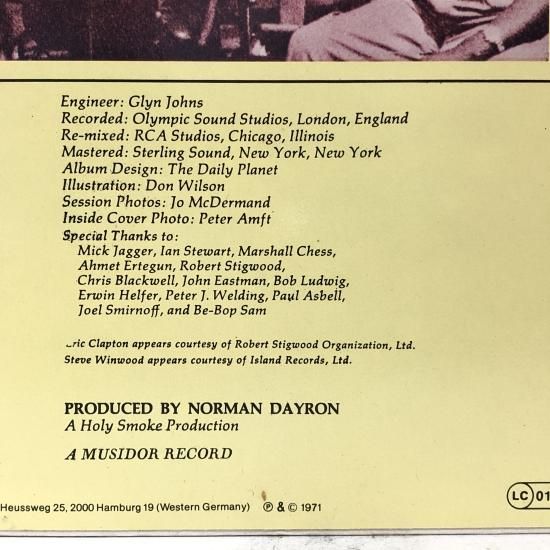 Engineer: Glyn Johns
Recorded: Olympic Sound Studios, London, England
Re-mixed: RCA Studios, Chicago, Illinois
Mastered: Sterling Sound, New York, New York
Album Design: The Daily Planet
Illustration: Don Wilson
Session Photos: Jo McDermand
Inside Cover Photo: Peter Amft
Special Thanks to:
Mick Jagger, Ian Stewart, Marshall Chess,
Ahmet Ertegun, Robert Stigwood,
Chris Blackwell, John Eastman, Bob Ludwig,
Erwin Helfer, Peter J. Welding, Paul Asbell,
Joel Smirnoff, and Be-Bop Sam
ric Clapton appears courtesy of Robert Stigwood Organization, Ltd.
Steve Winwood appears courtesy of Island Records, Ltd.
PRODUCED BY NORMAN DAYRON
A Holy Smoke Production
A MUSIDOR RECORD
Heussweg 25, 2000 Hamburg 19 (Western Germany) ℗ & © 1971
LC 01